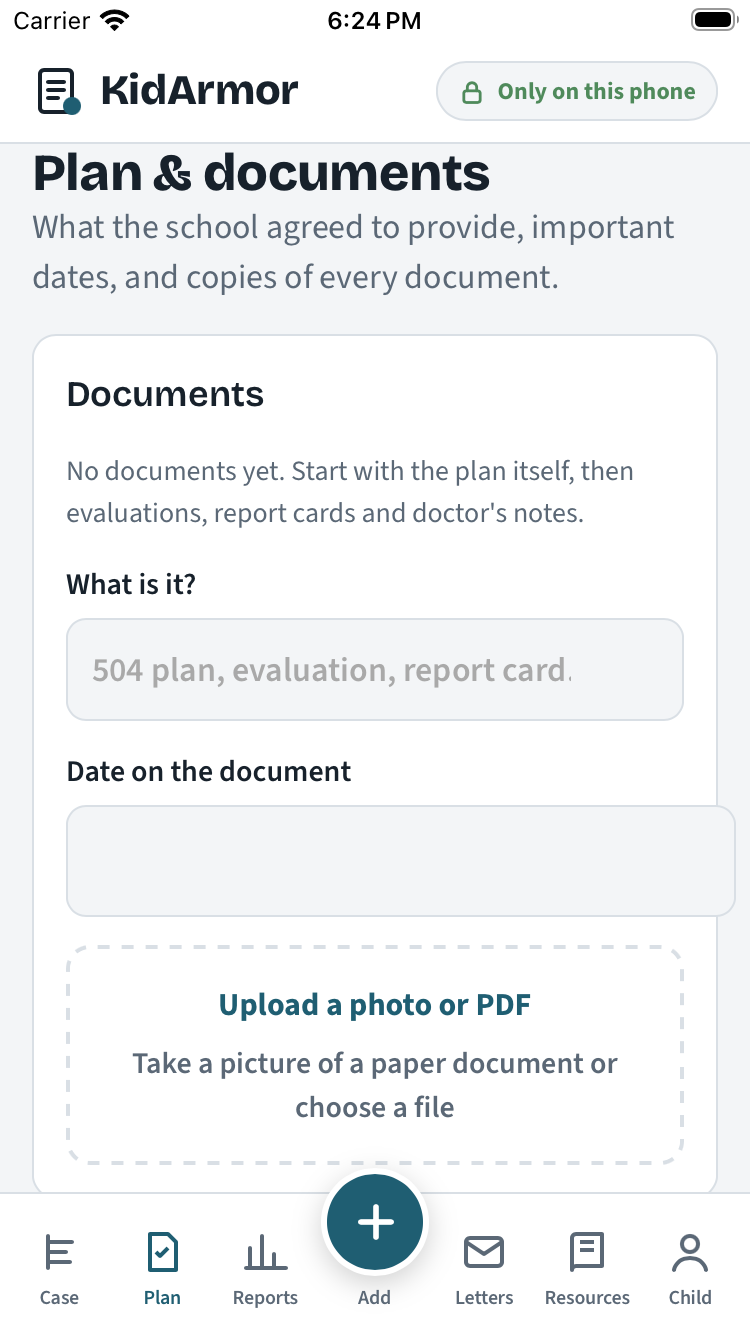 Carrier 6:24 PM
KidArmor
Only on this phone
Plan & documents
What the school agreed to provide, important
dates, and copies of every document.
Documents
No documents yet. Start with the plan itself, then
evaluations, report cards and doctor's notes.
What is it?
504 plan, evaluation, report card.
Date on the document
Upload a photo or PDF
Take a picture of a paper document or
choose a file
Case Plan Reports Add Letters Resources Child